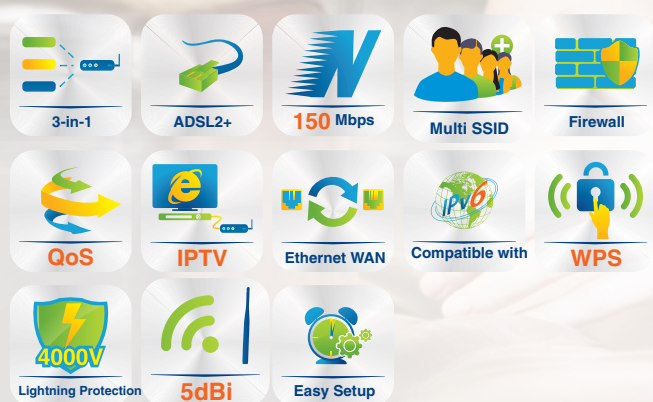 3-in-1
ADSL2+
N
150 Mbps
Multi SSID
Firewall
QoS
e
IPTV
Ethernet WAN
IPv6
Compatible with
WPS
4000V
Lightning Protection
5dBi
Easy Setup